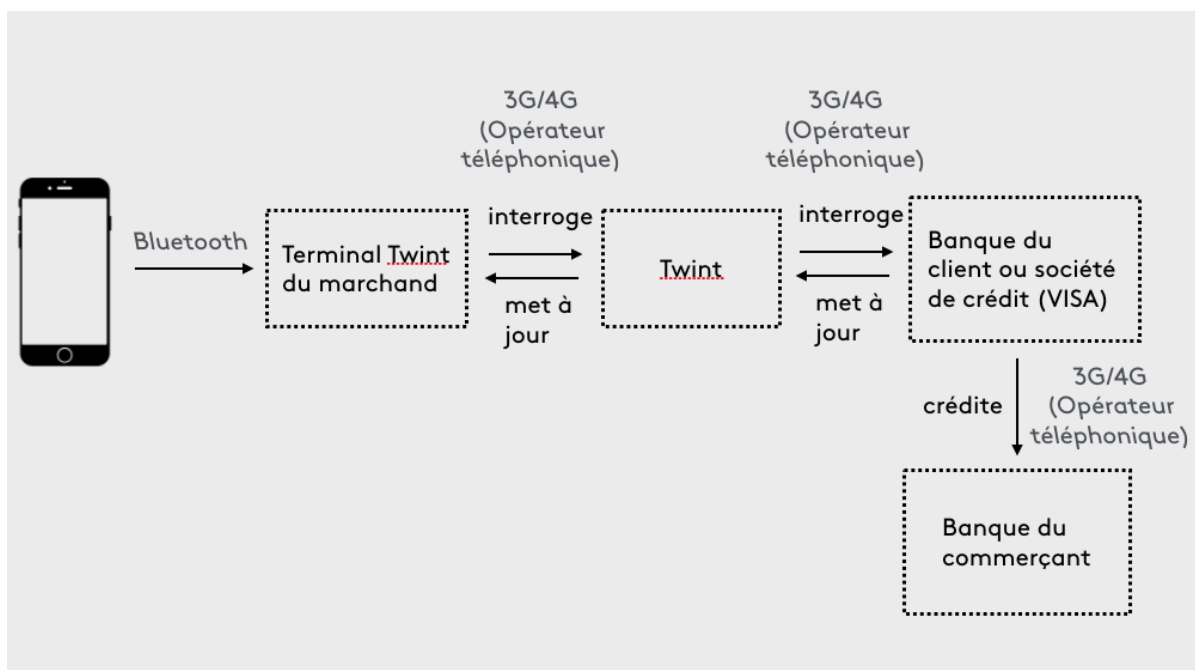 3G/4G
(Opérateur
téléphonique)
3G/4G
(Opérateur
téléphonique)
Bluetooth
Terminal Twint
du marchand
interroge
met à
jour
Twint
interroge
met à
jour
Banque du
client ou société
de crédit (VISA)
crédite
3G/4G
(Opérateur
téléphonique)
Banque du
commerçant